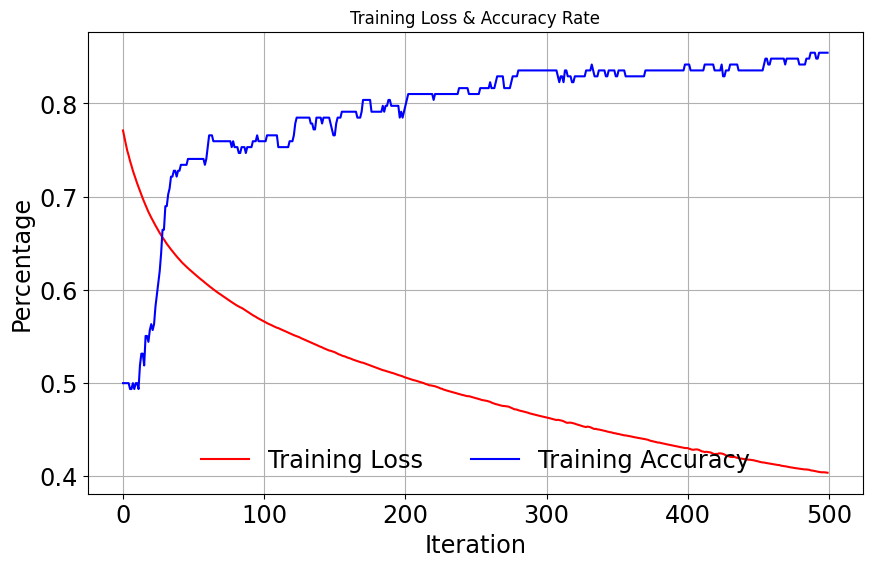 Training Loss & Accuracy Rate
Percentage
0.8
0.7
0.6
0.5
0.4
Training Loss
Training Accuracy
0 100 200 300 400 500
Iteration